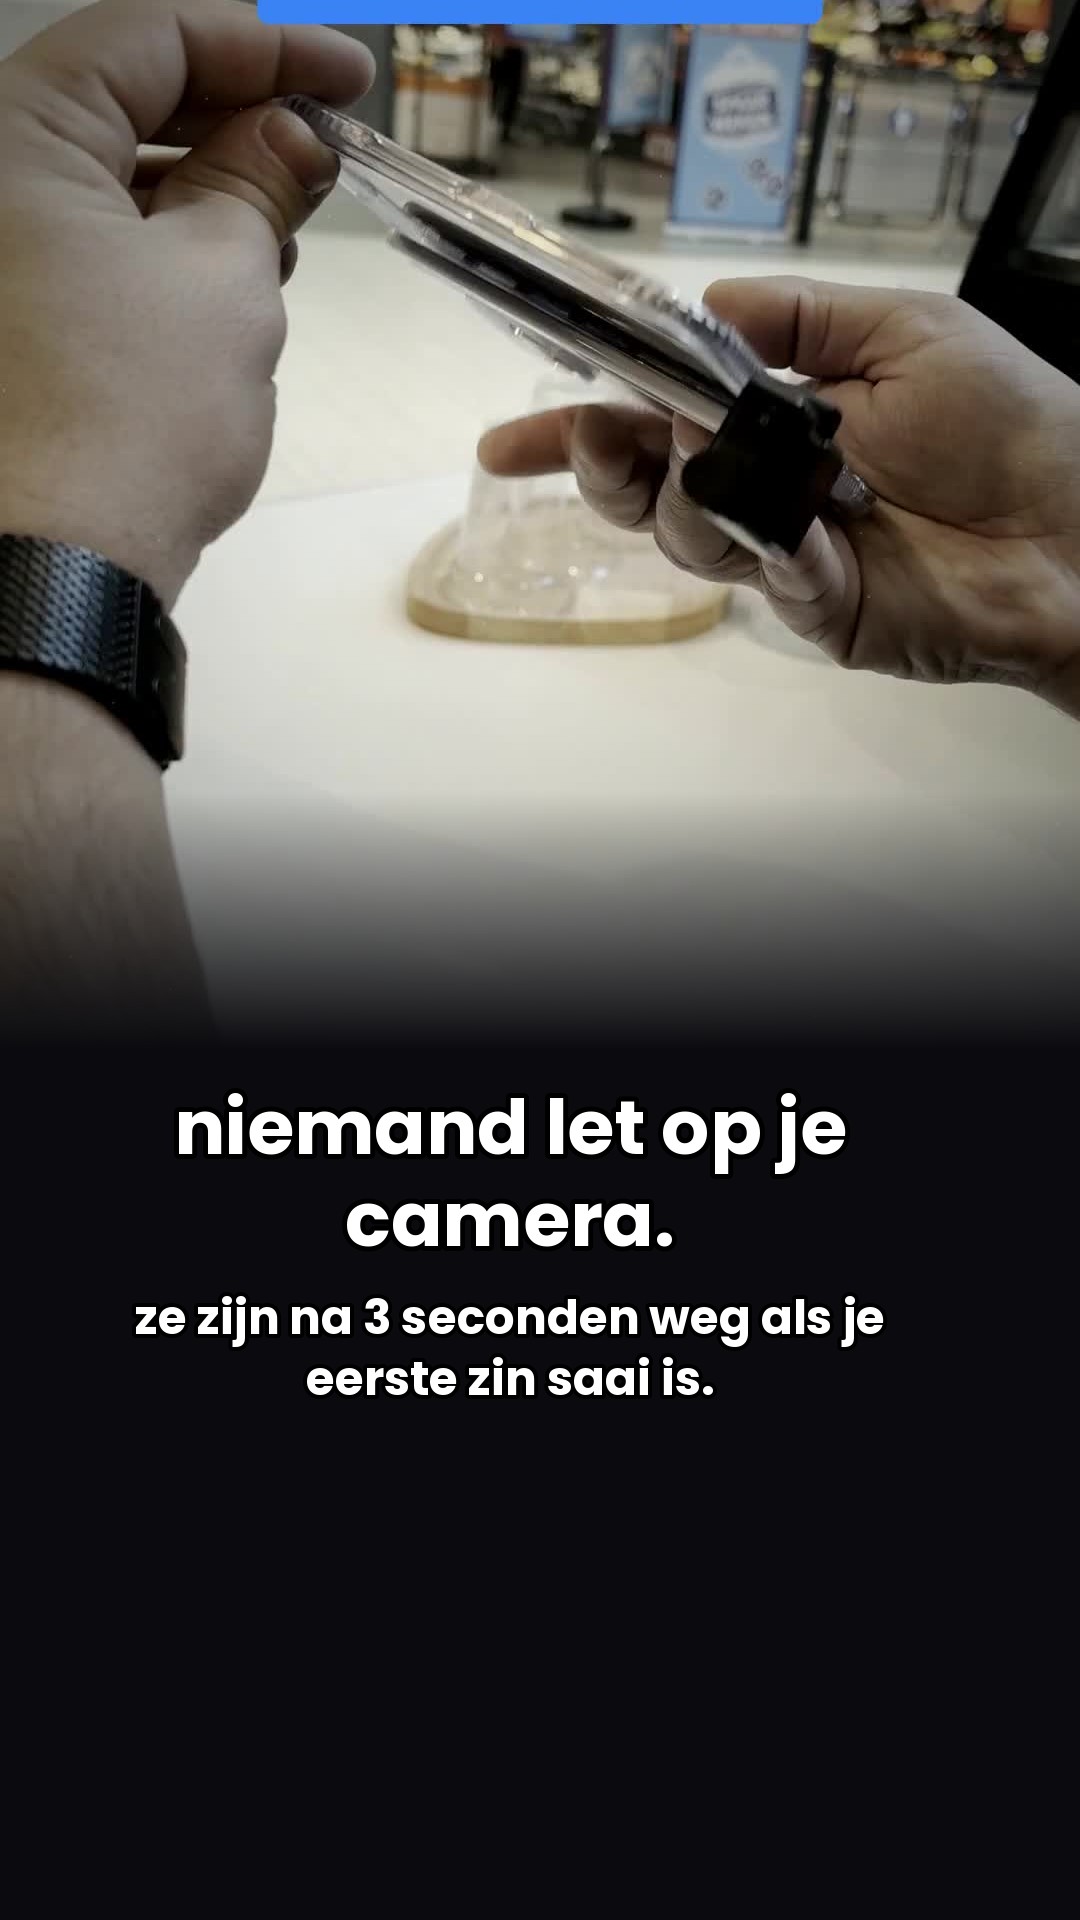 niemand let op je
camera.
ze zijn na 3 seconden weg als je
eerste zin saai is.